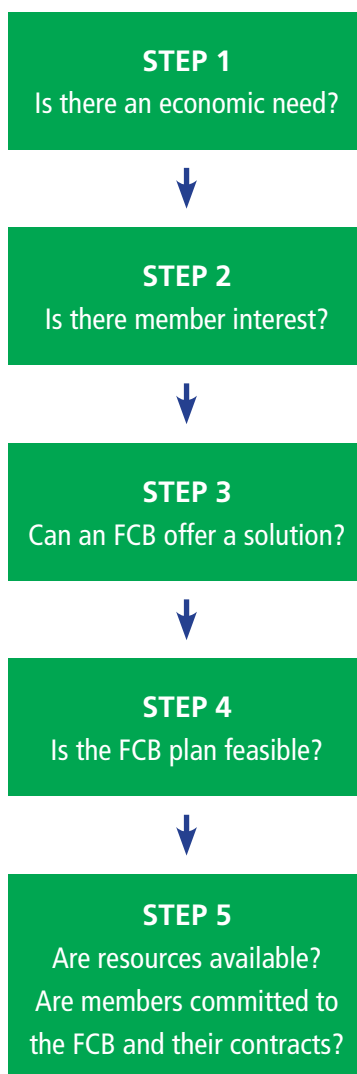 STEP 1
Is there an economic need?
STEP 2
Is there member interest?
STEP 3
Can an FCB offer a solution?
STEP 4
Is the FCB plan feasible?
STEP 5
Are resources available?
Are members committed to
the FCB and their contracts?